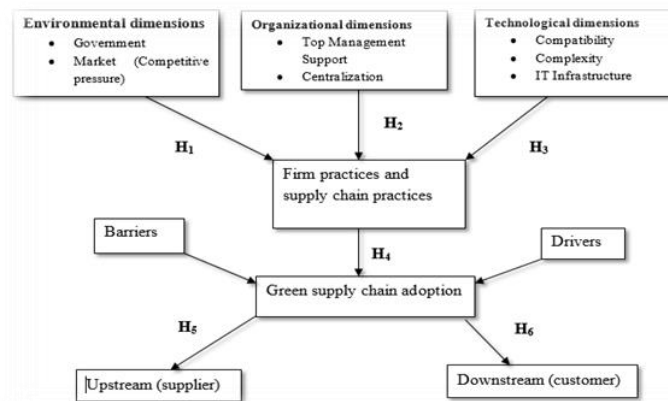 Environmental dimensions
• Government
• Market (Competitive
pressure)
Organizational dimensions
• Top Management
Support
• Centralization
Technological dimensions
• Compatibility
• Complexity
• IT Infrastructure
H₁
H₂
H₃
Firm practices and
supply chain practices
Barriers
H₄
Drivers
Green supply chain adoption
H₅
H₆
Upstream (supplier)
Downstream (customer)